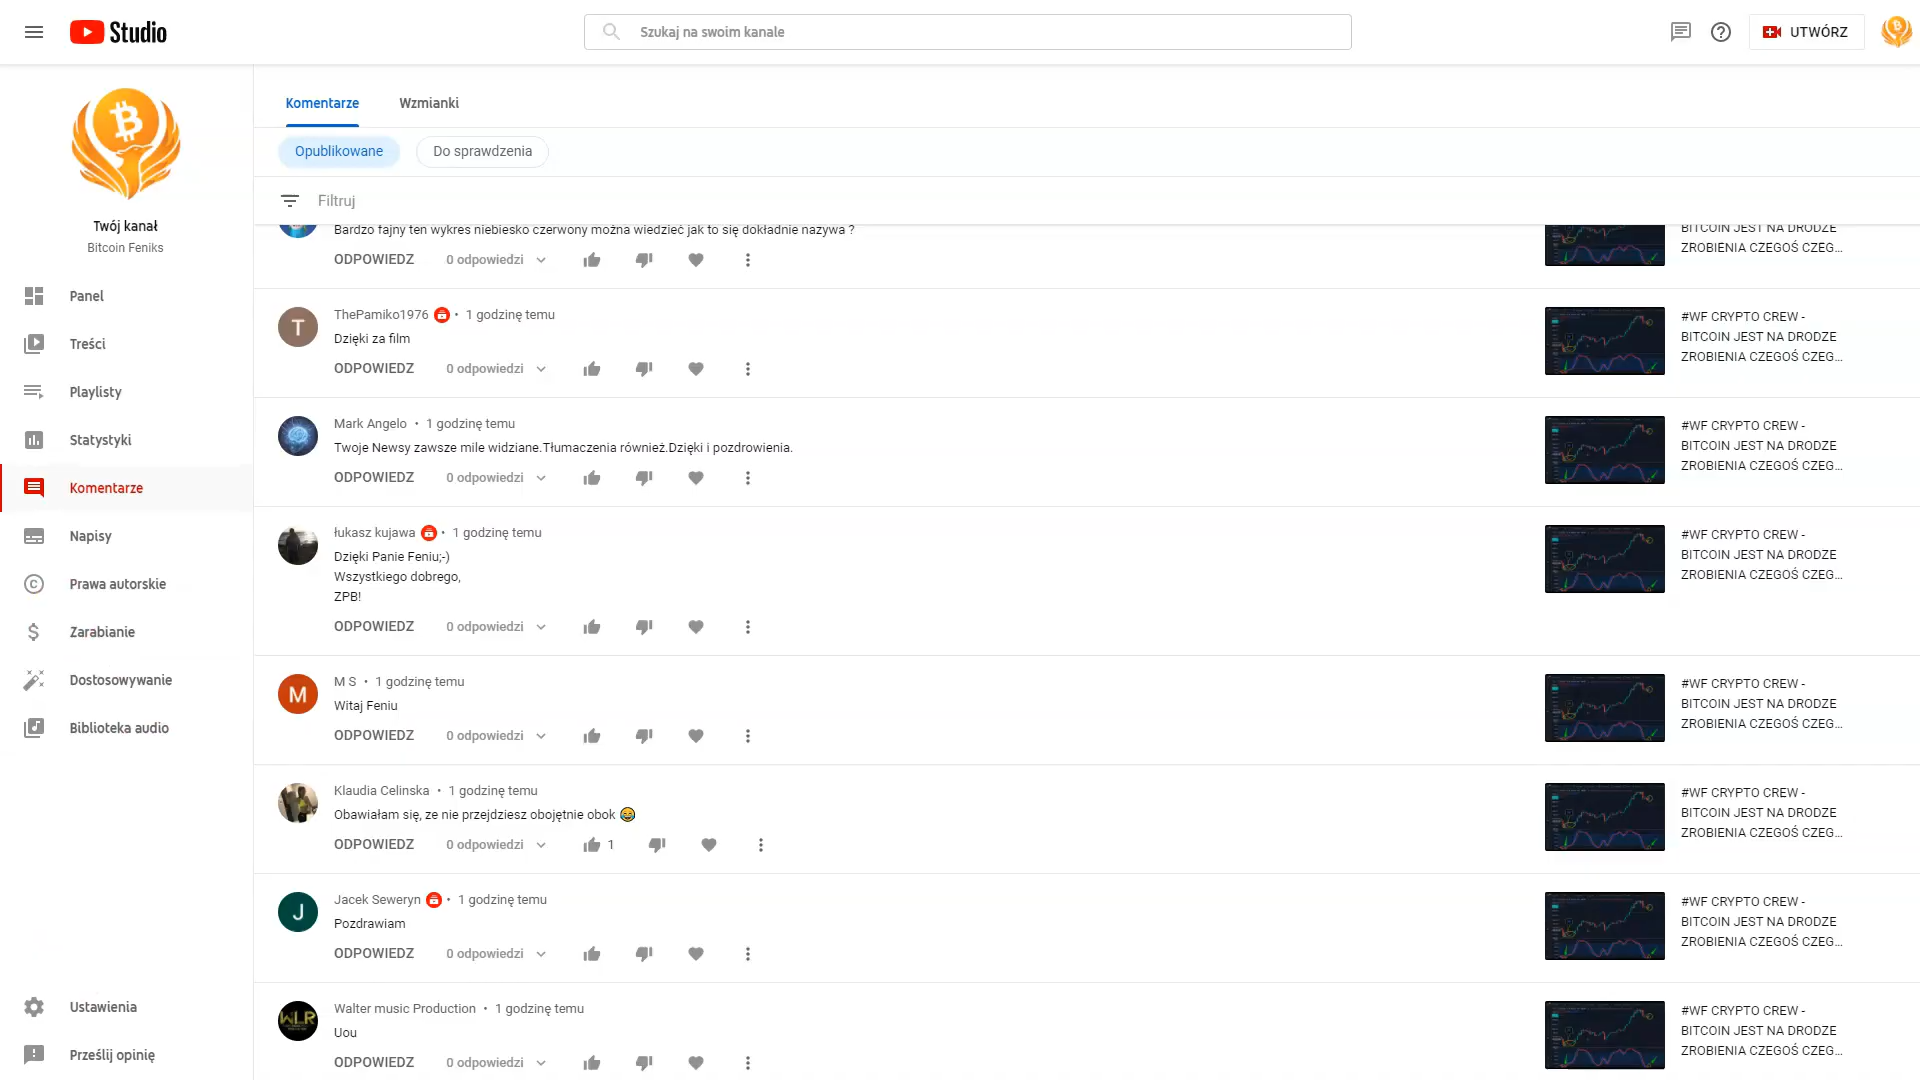 Studio
Szukaj na swoim kanale
UTWÓRZ
Twój kanał
Bitcoin Feniks
Panel
Treści
Playlisty
Statystyki
Komentarze
Napisy
Prawa autorskie
Zarabianie
Dostosowywanie
Biblioteka audio
Ustawienia
Prześlij opinię
Komentarze
Wzmianki
Opublikowane
Do sprawdzenia
Filtruj
Bardzo fajny ten wykres niebiesko czerwony można wiedzieć jak to się dokładnie nazywa ?
ODPOWIEDZ 0 odpowiedzi
BITCOIN JEST NA DRODZE
ZROBIENIA CZEGOŚ CZEG...
T
ThePamiko1976 • 1 godzinę temu
Dzięki za film
ODPOWIEDZ 0 odpowiedzi
#WF CRYPTO CREW -
BITCOIN JEST NA DRODZE
ZROBIENIA CZEGOŚ CZEG...
Mark Angelo • 1 godzinę temu
Twoje Newsy zawsze mile widziane.Tłumaczenia również.Dzięki i pozdrowienia.
ODPOWIEDZ 0 odpowiedzi
#WF CRYPTO CREW -
BITCOIN JEST NA DRODZE
ZROBIENIA CZEGOŚ CZEG...
łukasz kujawa • 1 godzinę temu
Dzięki Panie Feniu;-)
Wszystkiego dobrego,
ZPB!
ODPOWIEDZ 0 odpowiedzi
#WF CRYPTO CREW -
BITCOIN JEST NA DRODZE
ZROBIENIA CZEGOŚ CZEG...
M
M S • 1 godzinę temu
Witaj Feniu
ODPOWIEDZ 0 odpowiedzi
#WF CRYPTO CREW -
BITCOIN JEST NA DRODZE
ZROBIENIA CZEGOŚ CZEG...
Klaudia Celinska • 1 godzinę temu
Obawiałam się, ze nie przejdziesz obojętnie obok 😂
ODPOWIEDZ 0 odpowiedzi 1
#WF CRYPTO CREW -
BITCOIN JEST NA DRODZE
ZROBIENIA CZEGOŚ CZEG...
J
Jacek Seweryn • 1 godzinę temu
Pozdrawiam
ODPOWIEDZ 0 odpowiedzi
#WF CRYPTO CREW -
BITCOIN JEST NA DRODZE
ZROBIENIA CZEGOŚ CZEG...
WLR
Walter music Production • 1 godzinę temu
Uou
ODPOWIEDZ 0 odpowiedzi
#WF CRYPTO CREW -
BITCOIN JEST NA DRODZE
ZROBIENIA CZEGOŚ CZEG...